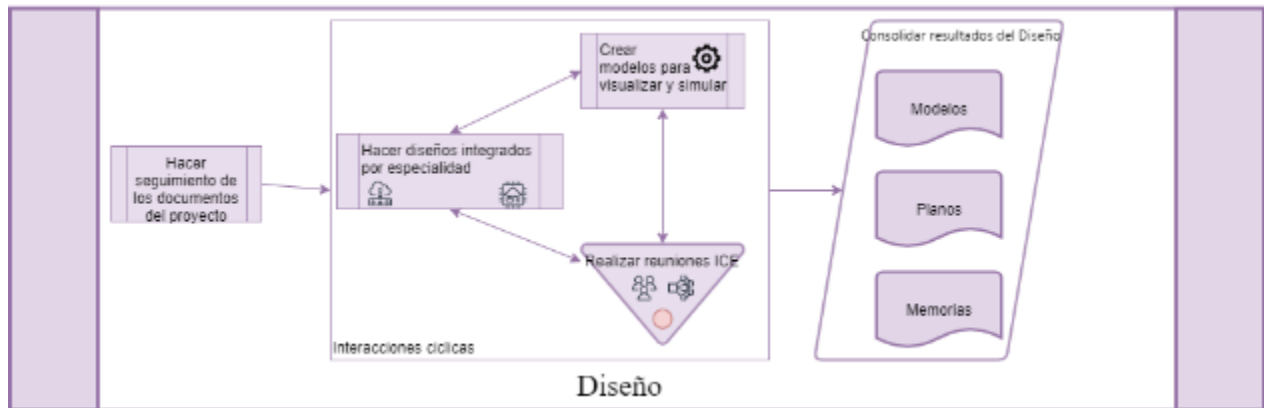 Hacer
seguimiento de
los documentos
del proyecto
Hacer diseños integrados
por especialidad
Crear
modelos para
visualizar y simular
Realizar reuniones ICE
Interacciones ciclicas
Consolidar resultados del Diseño
Modelos
Planos
Memorias
Diseño